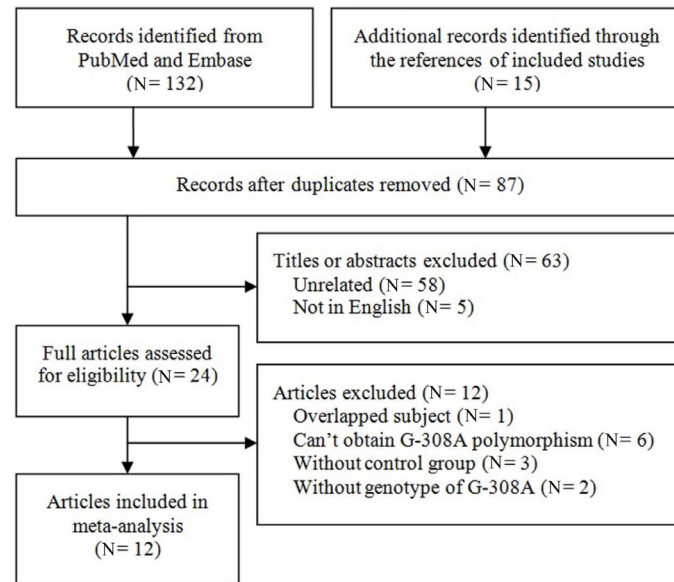 Records identified from
PubMed and Embase
(N= 132)
Additional records identified through
the references of included studies
(N= 15)
Records after duplicates removed (N= 87)
Titles or abstracts excluded (N= 63)
Unrelated (N= 58)
Not in English (N= 5)
Full articles assessed
for eligibility (N= 24)
Articles excluded (N= 12)
Overlapped subject (N= 1)
Can't obtain G-308A polymorphism (N= 6)
Without control group (N= 3)
Without genotype of G-308A (N= 2)
Articles included in
meta-analysis
(N= 12)